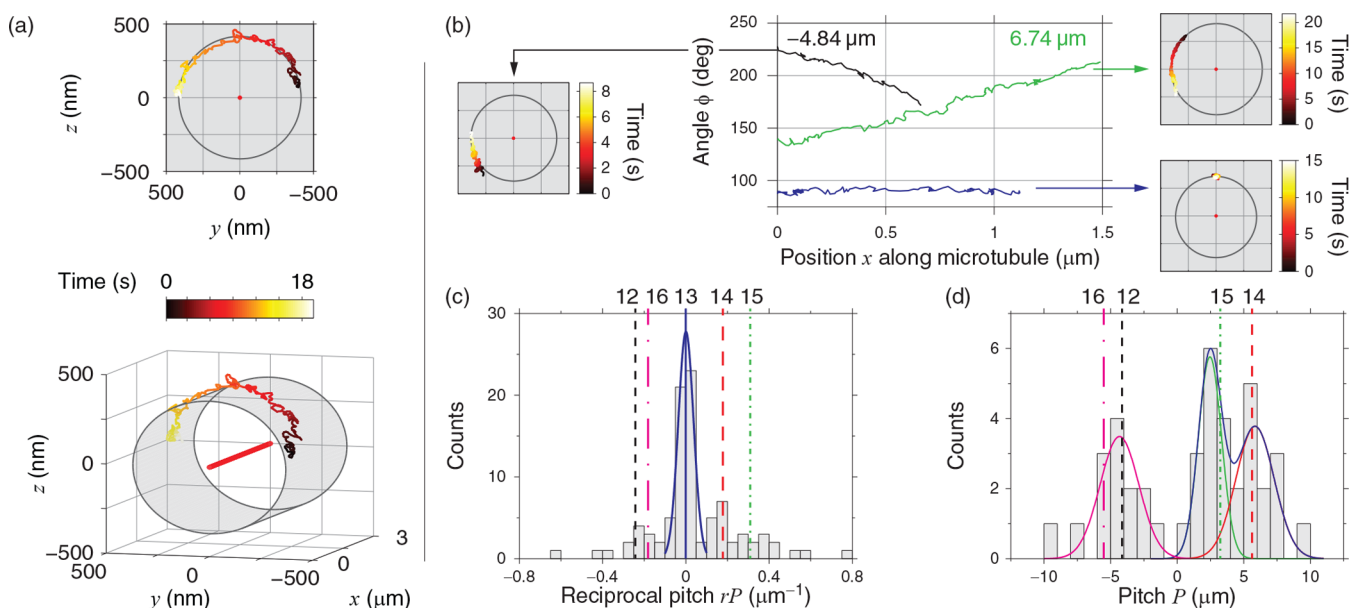 (a)
500
0
−500
z (nm)
500
0
−500
y (nm)
Time (s)
0
18
500
0
−500
z (nm)
500
0
−500
y (nm)
0
3
x (μm)
(b)
8
6
4
2
0
Time (s)
250
200
150
100
Angle ϕ (deg)
−4.84 μm
6.74 μm
0
0.5
1
1.5
Position x along microtubule (μm)
20
15
10
5
0
Time (s)
15
10
5
0
Time (s)
(c)
12 16 13 14 15
30
20
10
0
Counts
−0.8 −0.4 0 0.4 0.8
Reciprocal pitch rP (μm−1)
(d)
16 12 15 14
6
4
2
0
Counts
−10 −5 0 5 10
Pitch P (μm)